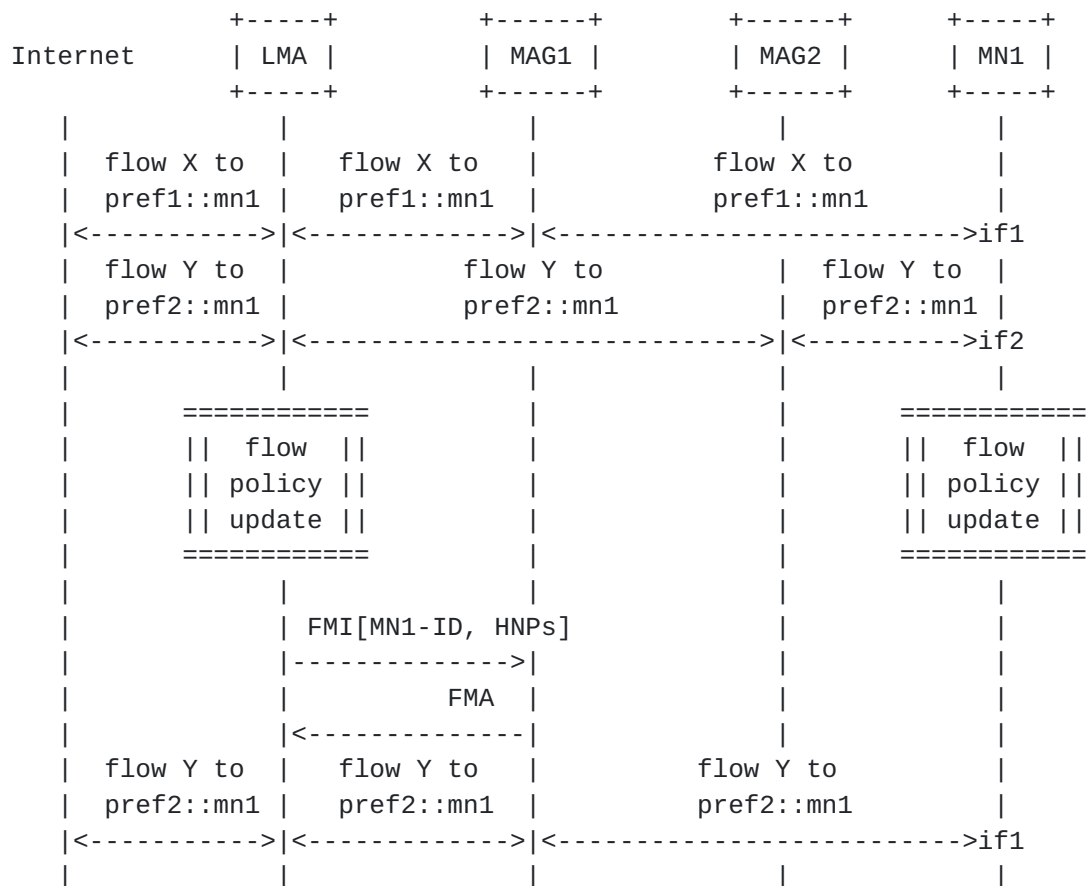 +-----+         +------+        +------+      +-----+
Internet      | LMA |         | MAG1 |        | MAG2 |      | MN1 |
              +-----+         +------+        +------+      +-----+
   |             |               |               |             |
   |  flow X to  |   flow X to   |           flow X to         |
   |  pref1::mn1 |   pref1::mn1  |           pref1::mn1        |
   |<----------->|<------------->|<-------------------------->if1
   |  flow Y to  |           flow Y to           |  flow Y to  |
   |  pref2::mn1 |           pref2::mn1          |  pref2::mn1 |
   |<----------->|<----------------------------->|<---------->if2
   |             |               |               |             |
   |       ============          |               |       ============
   |       ||  flow  ||          |               |       ||  flow  ||
   |       || policy ||          |               |       || policy ||
   |       || update ||          |               |       || update ||
   |       ============          |               |       ============
   |             |               |               |             |
   |             | FMI[MN1-ID, HNPs]             |             |
   |             |-------------->|               |             |
   |             |          FMA  |               |             |
   |             |<--------------|               |             |
   |  flow Y to  |   flow Y to   |          flow Y to          |
   |  pref2::mn1 |   pref2::mn1  |          pref2::mn1         |
   |<----------->|<------------->|<-------------------------->if1
   |             |               |               |             |